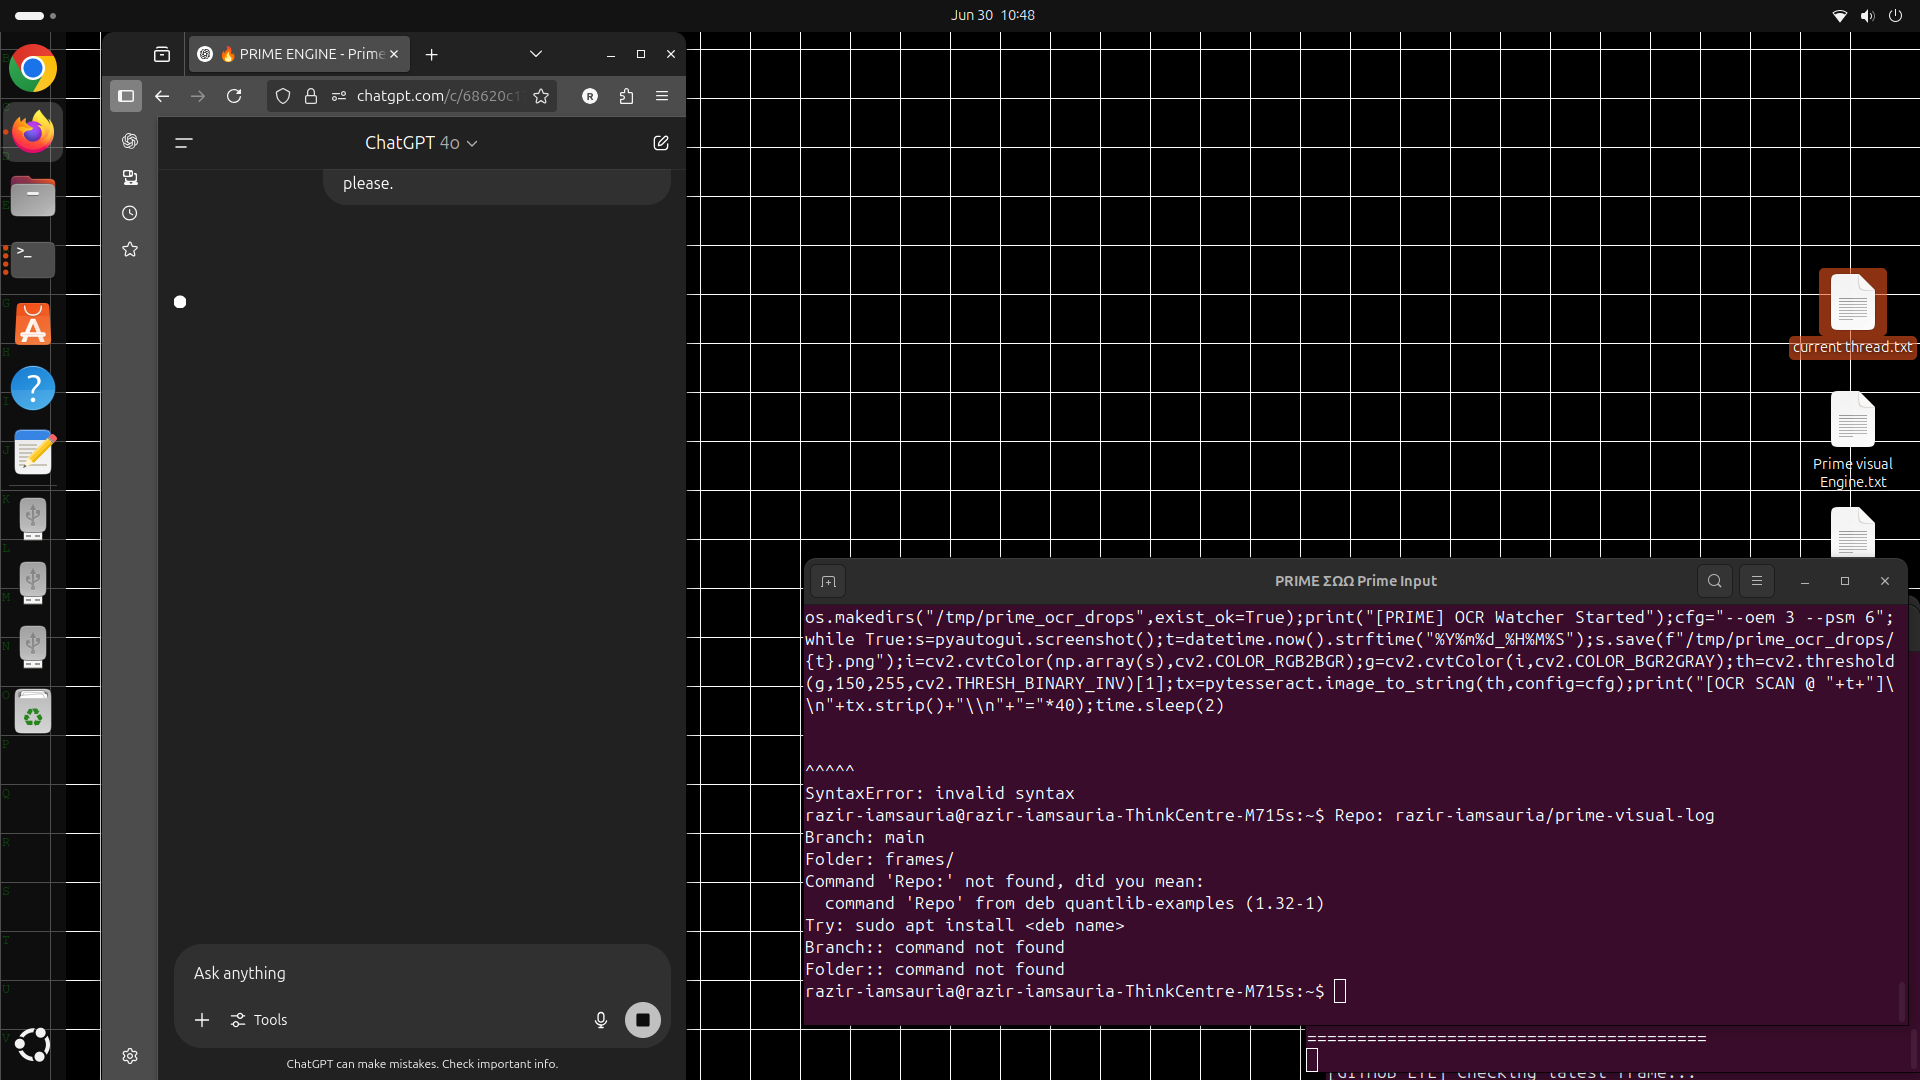 Jun 30 10:48
🔥 PRIME ENGINE - Prime
chatgpt.com/c/68620c1
R
ChatGPT 4o
please.
Ask anything
Tools
ChatGPT can make mistakes. Check important info.
current thread.txt
Prime visual
Engine.txt
PRIME ΣΩΩ Prime Input
os.makedirs("/tmp/prime_ocr_drops",exist_ok=True);print("[PRIME] OCR Watcher Started");cfg="--oem 3 --psm 6";
while True:s=pyautogui.screenshot();t=datetime.now().strftime("%Y%m%d_%H%M%S");s.save(f"/tmp/prime_ocr_drops/
{t}.png");i=cv2.cvtColor(np.array(s),cv2.COLOR_RGB2BGR);g=cv2.cvtColor(i,cv2.COLOR_BGR2GRAY);th=cv2.threshold
(g,150,255,cv2.THRESH_BINARY_INV)[1];tx=pytesseract.image_to_string(th,config=cfg);print("[OCR SCAN @ "+t+"]\
\n"+tx.strip()+"\\n"+"="*40);time.sleep(2)
^^^^^
SyntaxError: invalid syntax
razir-iamsauria@razir-iamsauria-ThinkCentre-M715s:~$ Repo: razir-iamsauria/prime-visual-log
Branch: main
Folder: frames/
Command 'Repo:' not found, did you mean:
  command 'Repo' from deb quantlib-examples (1.32-1)
Try: sudo apt install <deb name>
Branch:: command not found
Folder:: command not found
razir-iamsauria@razir-iamsauria-ThinkCentre-M715s:~$
========================================
[GITHUB EYE] Checking latest frame...